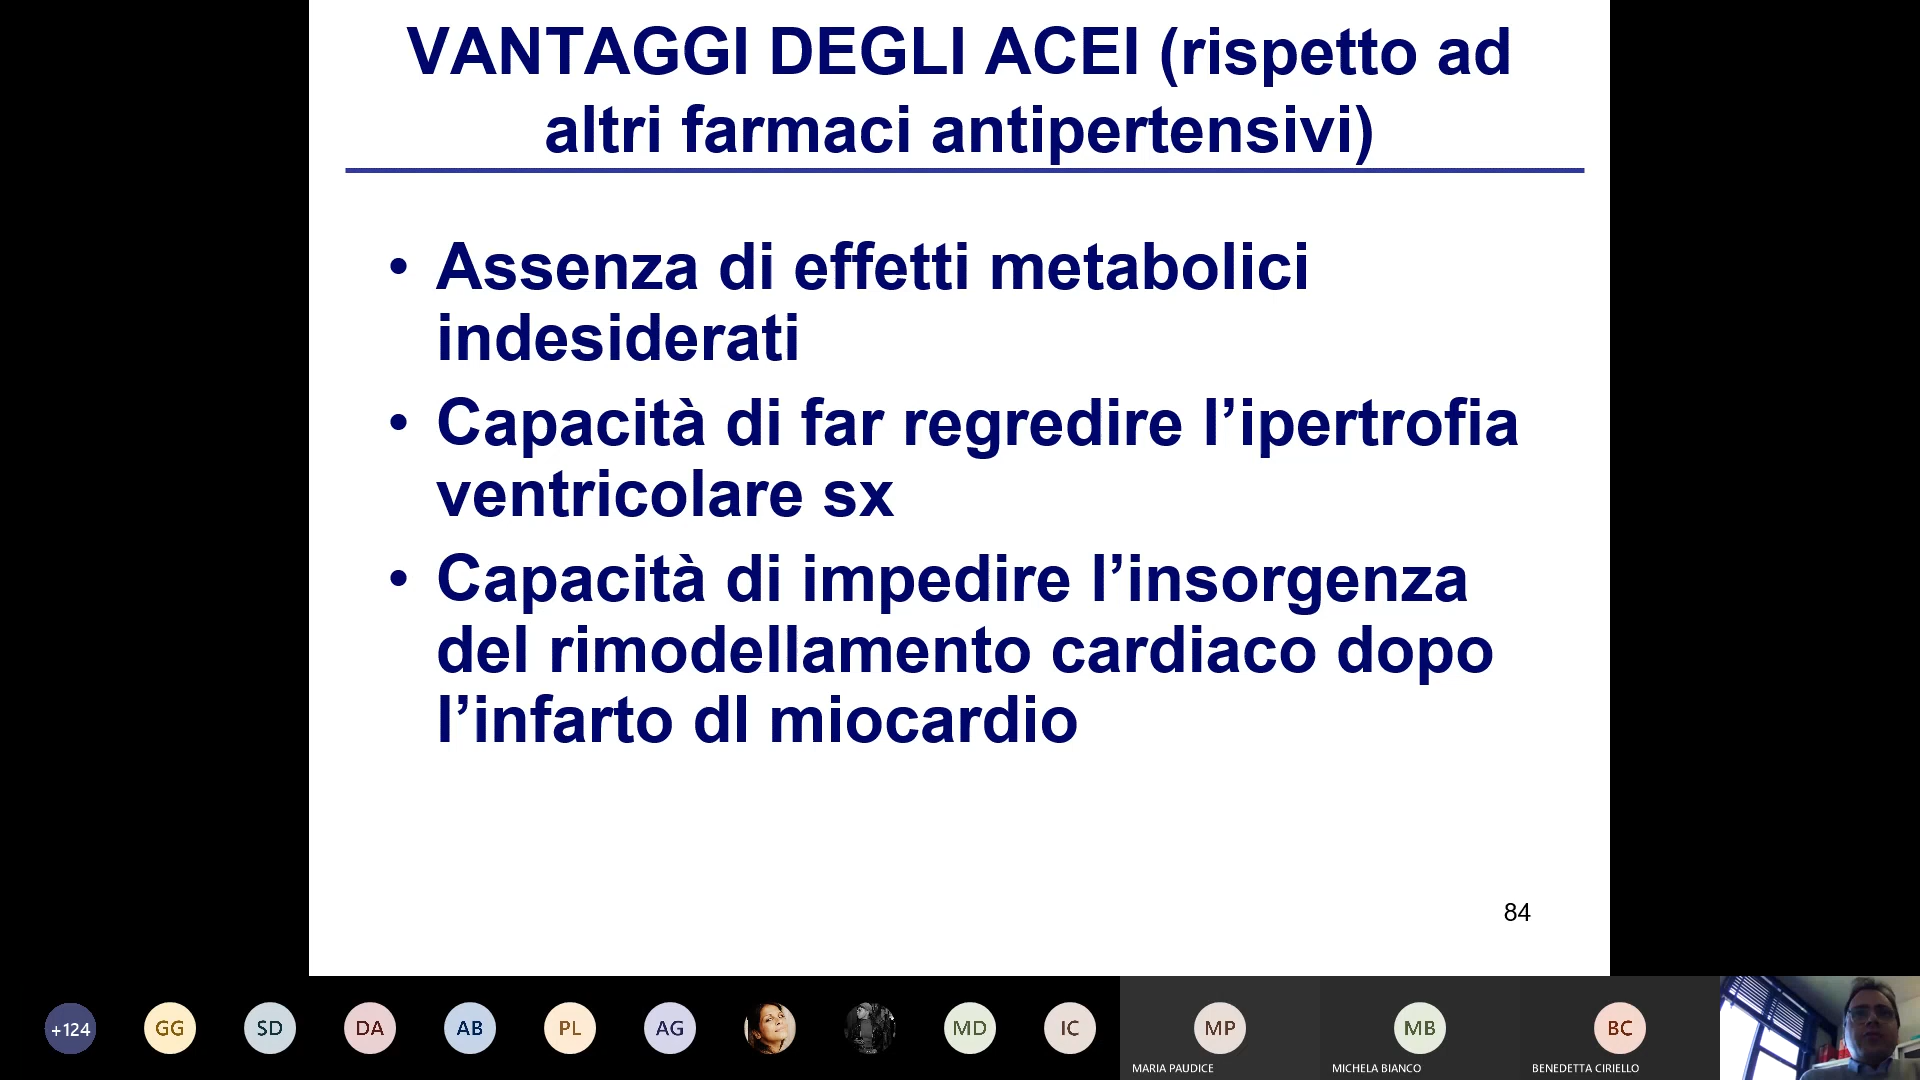 VANTAGGI DEGLI ACEI (rispetto ad
altri farmaci antipertensivi)
• Assenza di effetti metabolici
indesiderati
• Capacità di far regredire l’ipertrofia
ventricolare sx
• Capacità di impedire l’insorgenza
del rimodellamento cardiaco dopo
l’infarto dl miocardio
84
+124 GG SD DA AB PL AG MD IC MP MB BC
MARIA PAUDICE MICHELA BIANCO BENEDETTA CIRIELLO